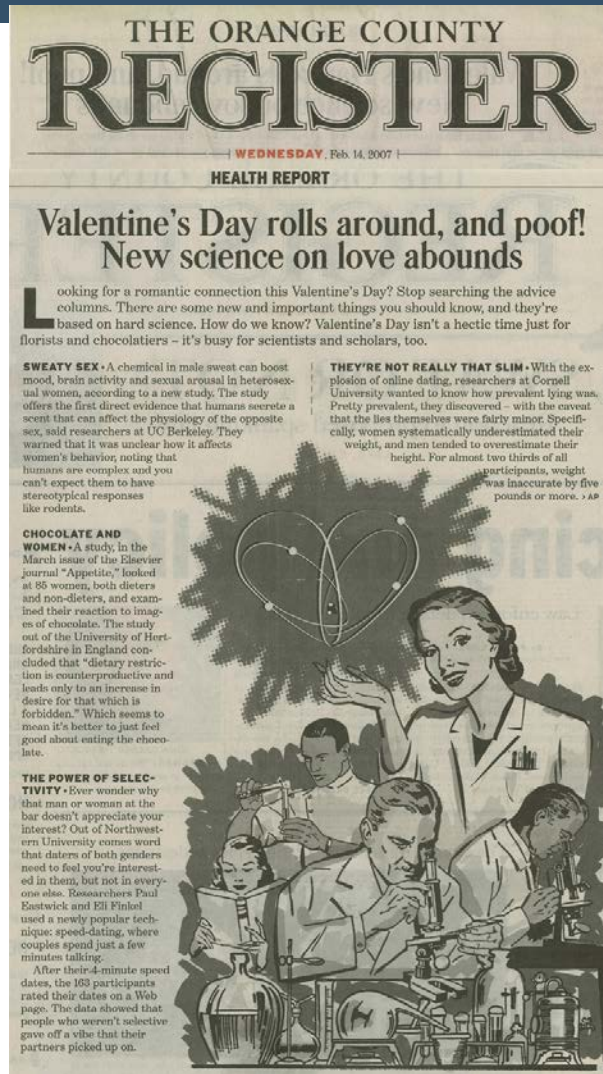 THE ORANGE COUNTY
REGISTER
WEDNESDAY, Feb. 14, 2007
HEALTH REPORT
Valentine's Day rolls around, and poof!
New science on love abounds
Looking for a romantic connection this Valentine's Day? Stop searching the advice
columns. There are some new and important things you should know, and they're
based on hard science. How do we know? Valentine's Day isn't a hectic time just for
florists and chocolatiers – it's busy for scientists and scholars, too.
SWEATY SEX • A chemical in male sweat can boost
mood, brain activity and sexual arousal in heterosex-
ual women, according to a new study. The study
offers the first direct evidence that humans secrete a
scent that can affect the physiology of the opposite
sex, said researchers at UC Berkeley. They
warned that it was unclear how it affects
women's behavior, noting that
humans are complex and you
can't expect them to have
stereotypical responses
like rodents.
CHOCOLATE AND
WOMEN • A study, in the
March issue of the Elsevier
journal "Appetite," looked
at 85 women, both dieters
and non-dieters, and exam-
ined their reaction to imag-
es of chocolate. The study
out of the University of Hert-
fordshire in England con-
cluded that "dietary restric-
tion is counterproductive and
leads only to an increase in
desire for that which is
forbidden." Which seems to
mean it's better to just feel
good about eating the choco-
late.
THE POWER OF SELEC-
TIVITY • Ever wonder why
that man or woman at the
bar doesn't appreciate your
interest? Out of Northwest-
ern University comes word
that daters of both genders
need to feel you're interest-
ed in them, but not in every-
one else. Researchers Paul
Eastwick and Eli Finkel
used a newly popular tech-
nique: speed-dating, where
couples spend just a few
minutes talking.
After their 4-minute speed
dates, the 163 participants
rated their dates on a Web
page. The data showed that
people who weren't selective
gave off a vibe that their
partners picked up on.
THEY'RE NOT REALLY THAT SLIM • With the ex-
plosion of online dating, researchers at Cornell
University wanted to know how prevalent lying was.
Pretty prevalent, they discovered – with the caveat
that the lies themselves were fairly minor. Specifi-
cally, women systematically underestimated their
weight, and men tended to overestimate their
height. For almost two thirds of all
participants, weight
was inaccurate by five
pounds or more. › AP